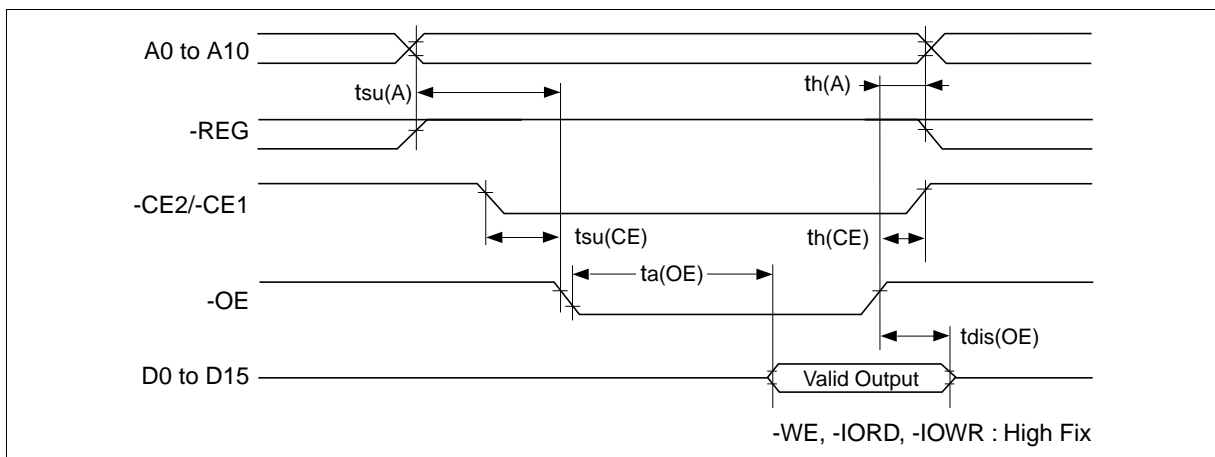 A0 to A10
tsu(A)
th(A)
-REG
-CE2/-CE1
tsu(CE)
th(CE)
ta(OE)
-OE
tdis(OE)
D0 to D15
Valid Output
-WE, -IORD, -IOWR : High Fix